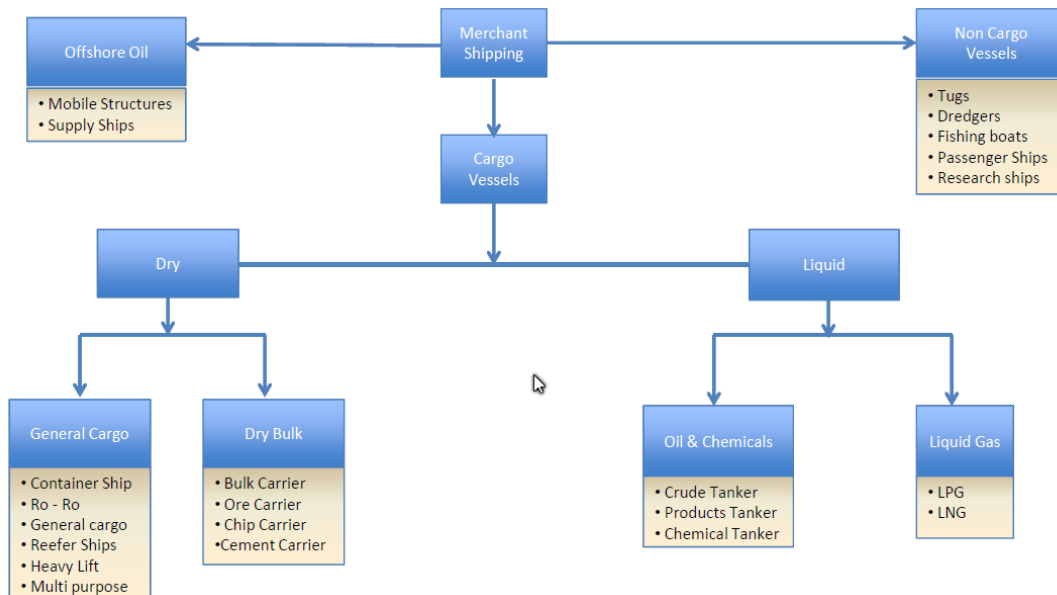 Merchant
Shipping
Offshore Oil
• Mobile Structures
• Supply Ships
Non Cargo
Vessels
• Tugs
• Dredgers
• Fishing boats
• Passenger Ships
• Research ships
Cargo
Vessels
Dry
Liquid
General Cargo
• Container Ship
• Ro - Ro
• General cargo
• Reefer Ships
• Heavy Lift
• Multi purpose
Dry Bulk
• Bulk Carrier
• Ore Carrier
• Chip Carrier
•Cement Carrier
Oil & Chemicals
• Crude Tanker
• Products Tanker
• Chemical Tanker
Liquid Gas
• LPG
• LNG